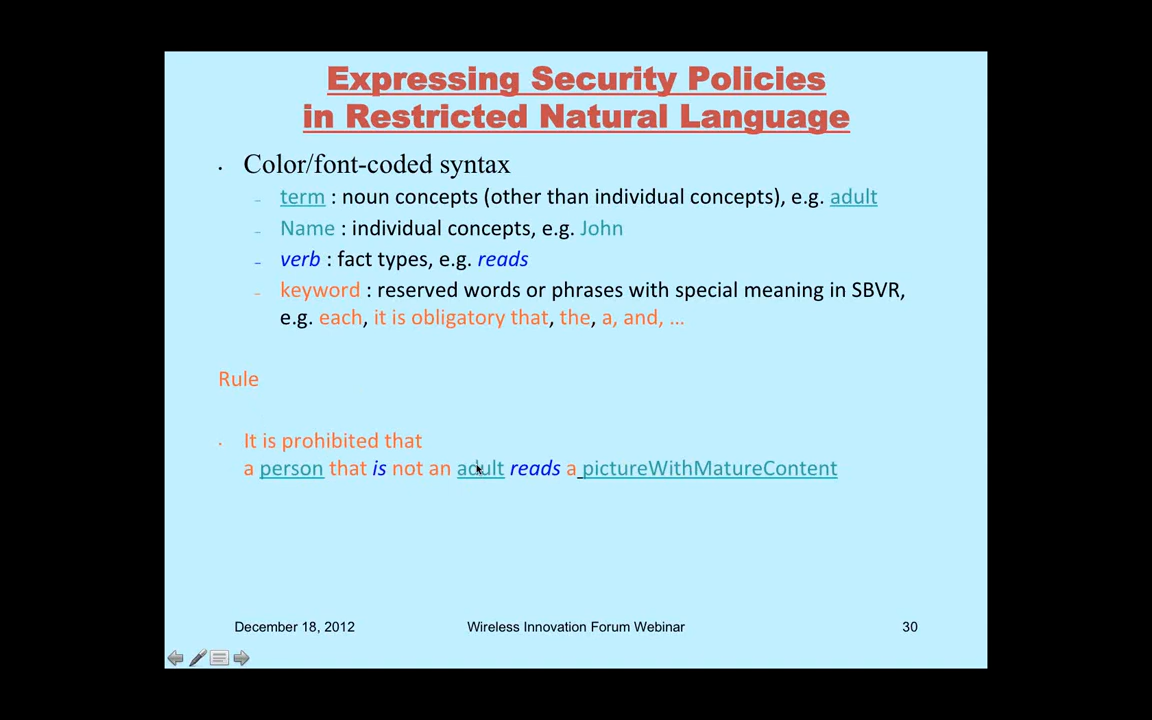 Expressing Security Policies
in Restricted Natural Language
• Color/font-coded syntax
– term : noun concepts (other than individual concepts), e.g. adult
– Name : individual concepts, e.g. John
– verb : fact types, e.g. reads
– keyword : reserved words or phrases with special meaning in SBVR,
e.g. each, it is obligatory that, the, a, and, …
Rule
• It is prohibited that
a person that is not an adult reads a pictureWithMatureContent
December 18, 2012 Wireless Innovation Forum Webinar 30